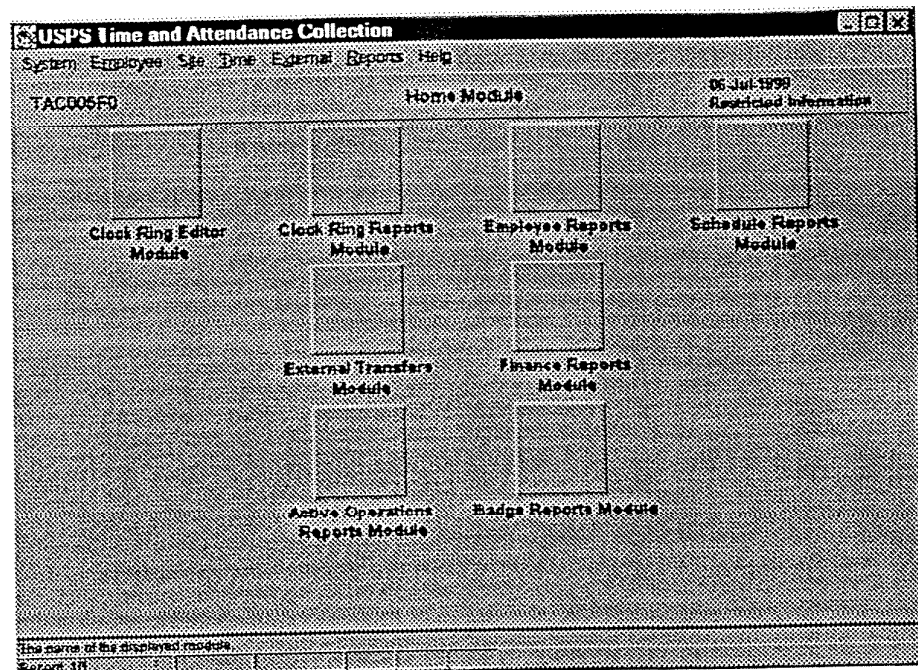 USPS Time and Attendance Collection
System Employee Site Time External Reports Help
TAC005F0
Home Module
06-Jul-1999
Restricted Information
Clock Ring Editor
Module
Clock Ring Reports
Module
Employee Reports
Module
Schedule Reports
Module
External Transfers
Module
Finance Reports
Module
Active Operations
Reports Module
Badge Reports Module
The name of the displayed module.